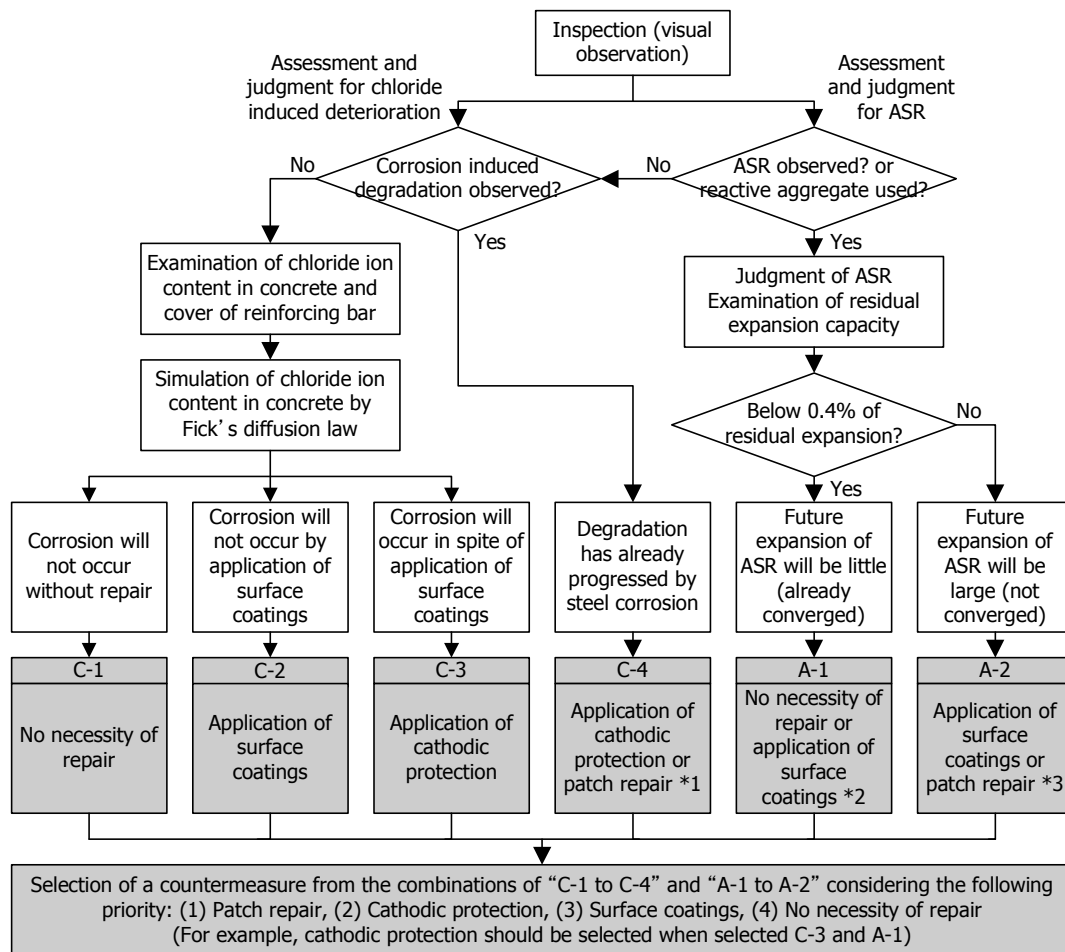 Inspection (visual
observation)
Assessment and
judgment for chloride
induced deterioration
Assessment
and judgment
for ASR
No
Corrosion induced
degradation observed?
No
ASR observed? or
reactive aggregate used?
Yes
Yes
Examination of chloride ion
content in concrete and
cover of reinforcing bar
Judgment of ASR
Examination of residual
expansion capacity
Simulation of chloride ion
content in concrete by
Fick's diffusion law
Below 0.4% of
residual expansion?
No
Yes
Corrosion will
not occur
without repair
Corrosion will
not occur by
application of
surface
coatings
Corrosion will
occur in spite of
application of
surface
coatings
Degradation
has already
progressed by
steel corrosion
Future
expansion of
ASR will be little
(already
converged)
Future
expansion of
ASR will be
large (not
converged)
C-1
No necessity of
repair
C-2
Application of
surface
coatings
C-3
Application of
cathodic
protection
C-4
Application of
cathodic
protection or
patch repair *1
A-1
No necessity of
repair or
application of
surface
coatings *2
A-2
Application of
surface
coatings or
patch repair *3
Selection of a countermeasure from the combinations of “C-1 to C-4” and “A-1 to A-2” considering the following
priority: (1) Patch repair, (2) Cathodic protection, (3) Surface coatings, (4) No necessity of repair
(For example, cathodic protection should be selected when selected C-3 and A-1)